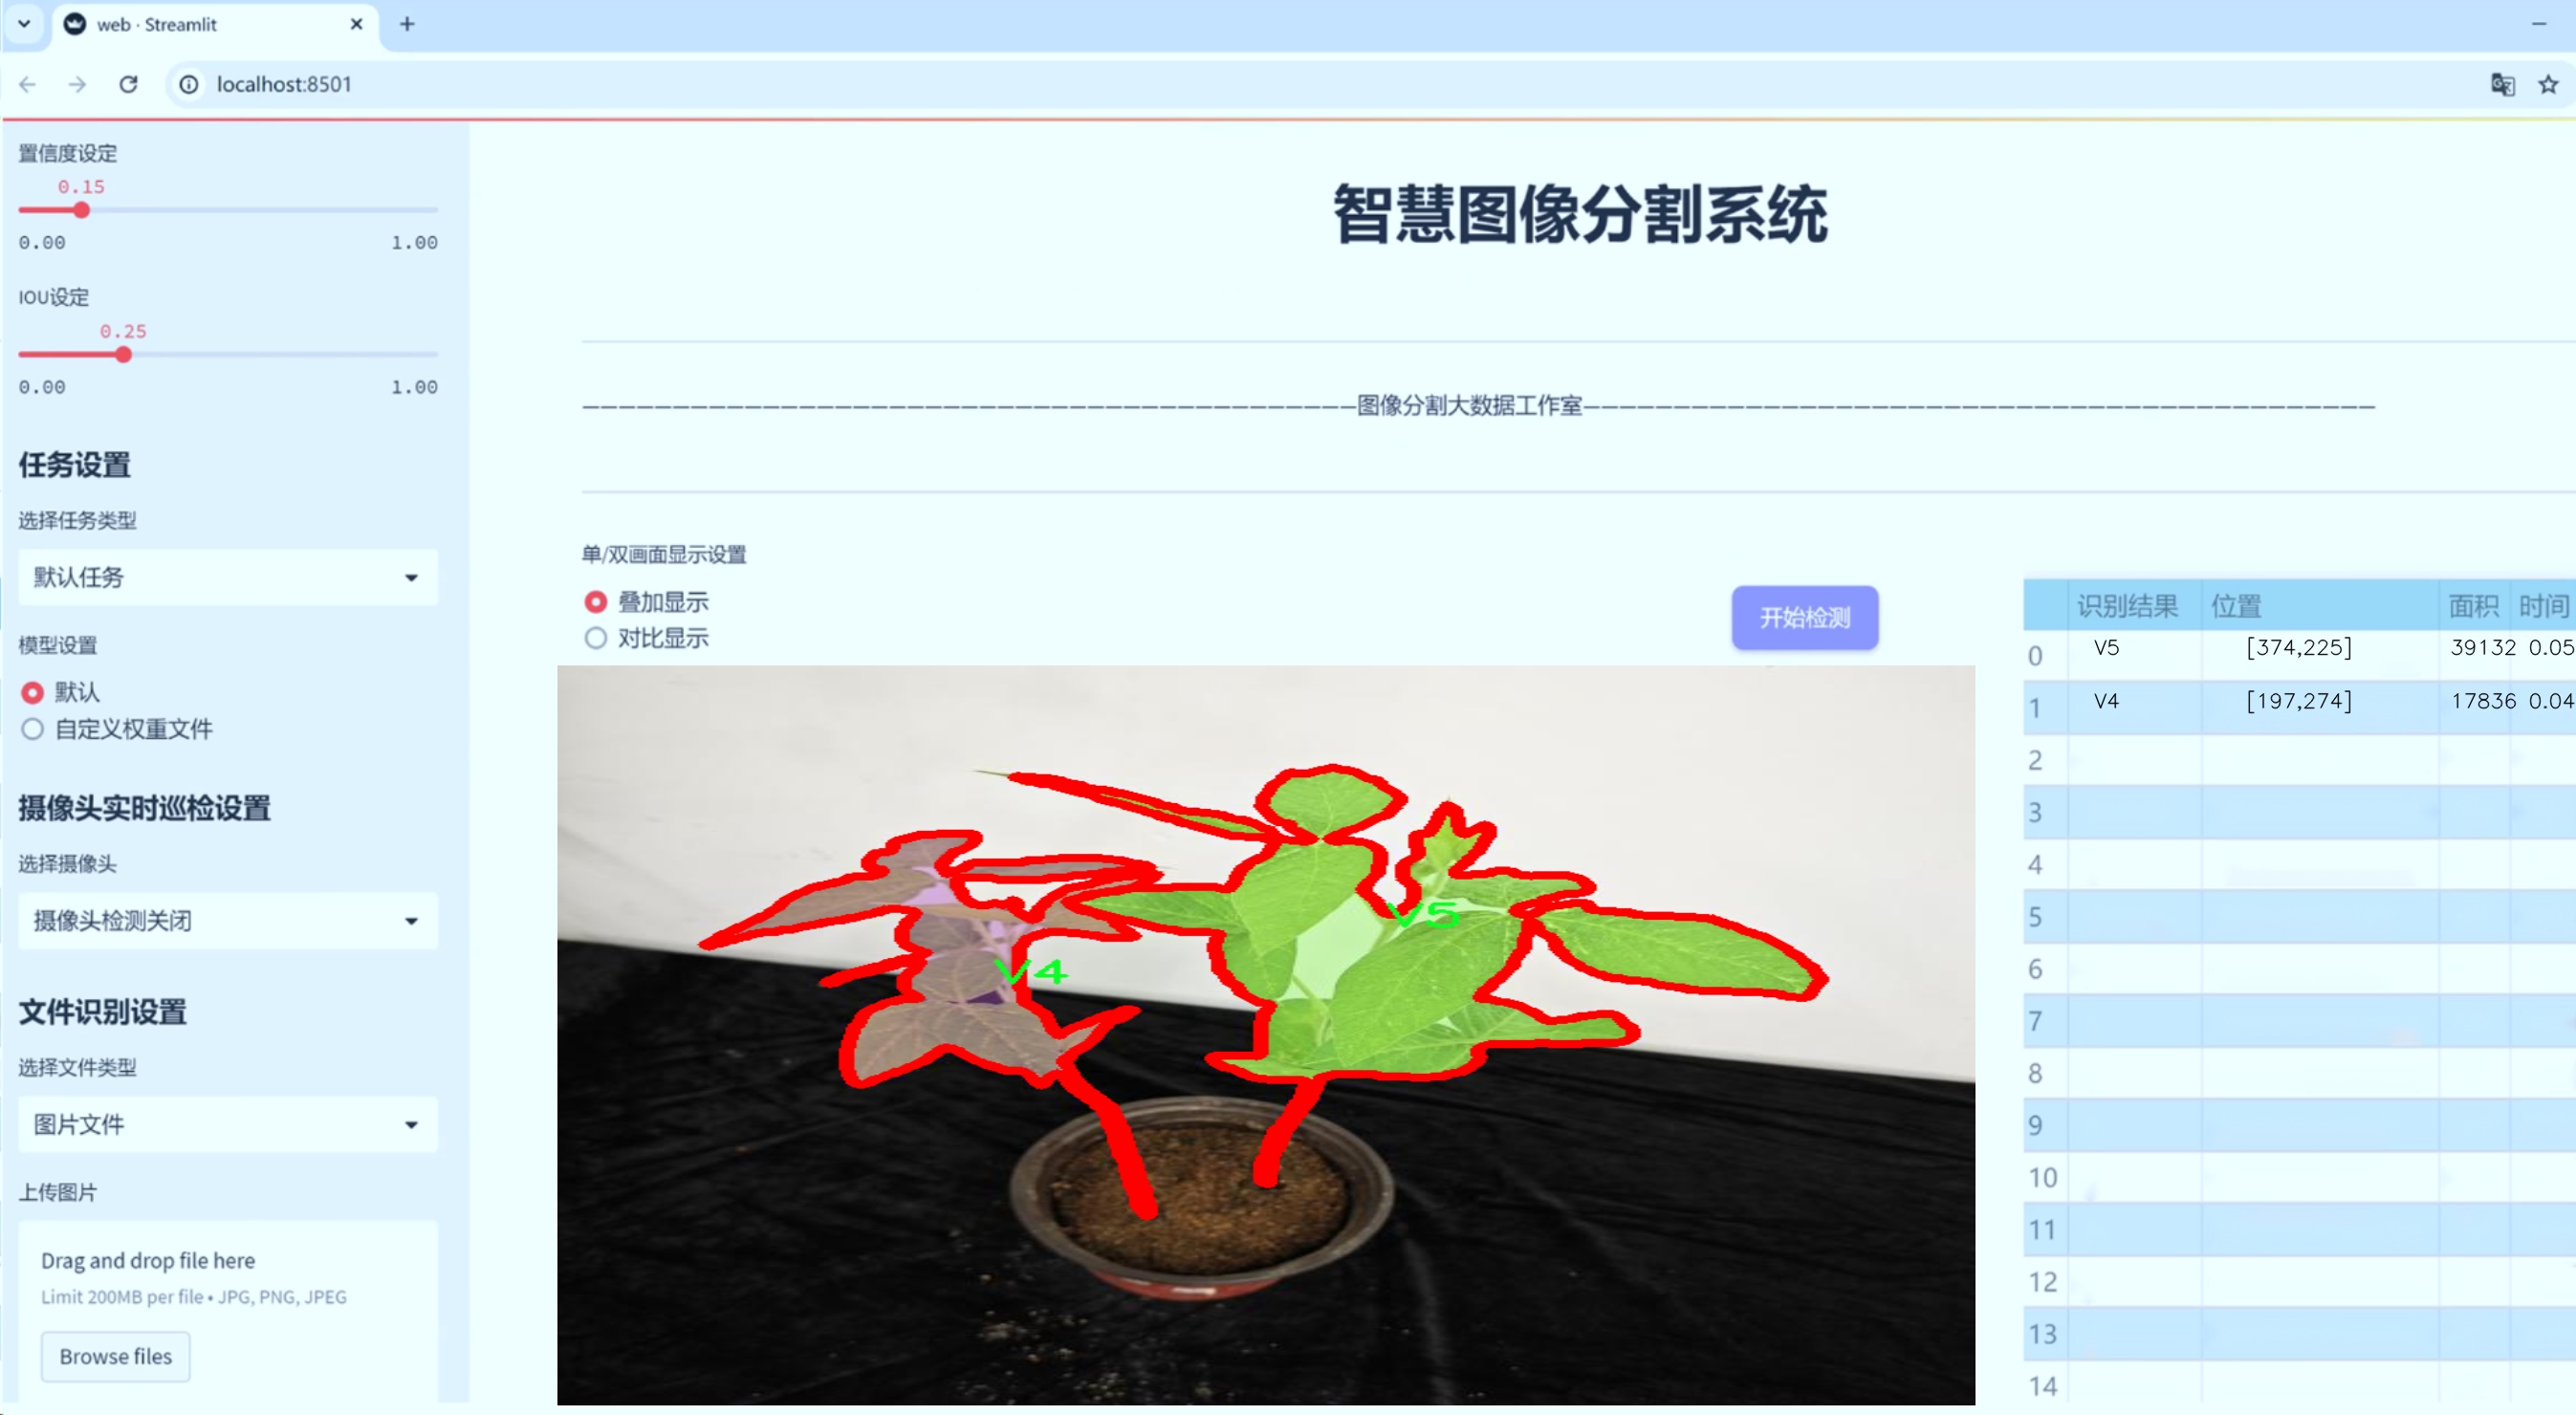 web · Streamlit
localhost:8501
置信度设定
0.15
0.00 1.00
IOU设定
0.25
0.00 1.00
任务设置
选择任务类型
默认任务
模型设置
默认
自定义权重文件
摄像头实时巡检设置
选择摄像头
摄像头检测关闭
文件识别设置
选择文件类型
图片文件
上传图片
Drag and drop file here
Limit 200MB per file • JPG, PNG, JPEG
Browse files
智慧图像分割系统
———————————————————————————————————————————图像分割大数据工作室————————————————————————————————————————————
单/双画面显示设置
叠加显示
对比显示
开始检测
V5
V4
识别结果 位置 面积 时间
0 V5 [374,225] 39132 0.05
1 V4 [197,274] 17836 0.04
2
3
4
5
6
7
8
9
10
11
12
13
14